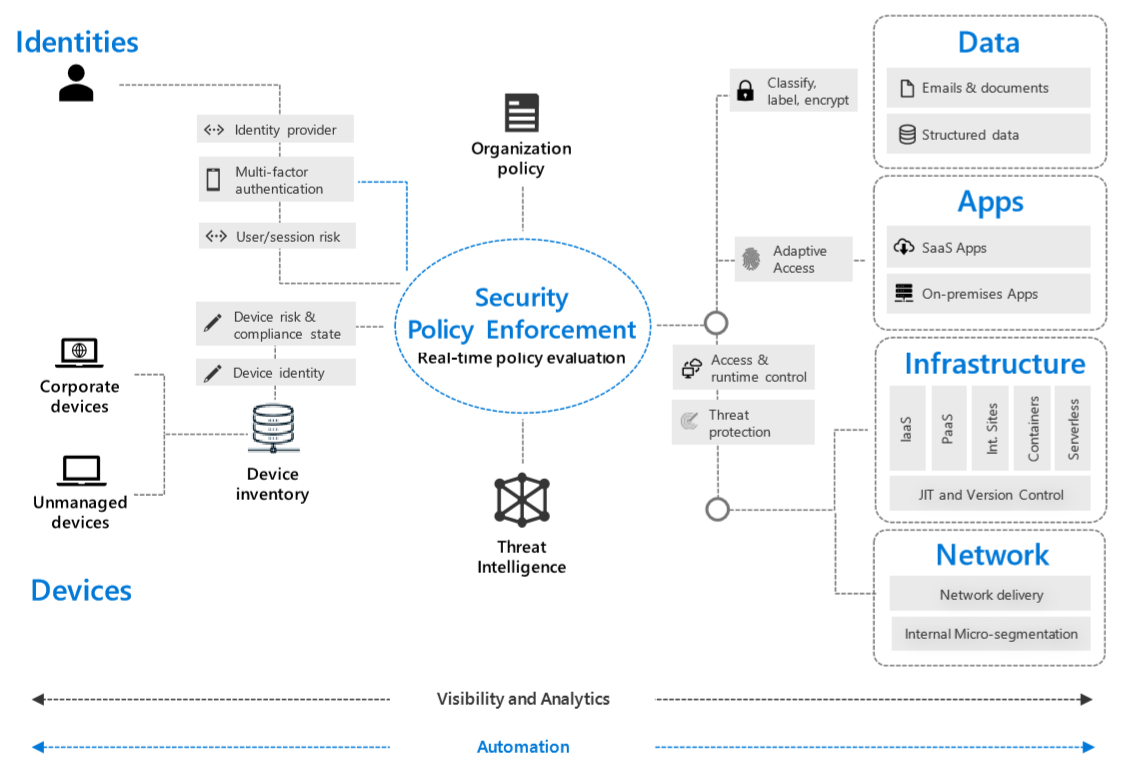 Identities
Identity provider
Multi-factor
authentication
User/session risk
Device risk &
compliance state
Device identity
Corporate
devices
Unmanaged
devices
Device
inventory
Devices
Organization
policy
Security
Policy Enforcement
Real-time policy evaluation
Threat
Intelligence
Classify,
label, encrypt
Adaptive
Access
Access &
runtime control
Threat
protection
Data
Emails & documents
Structured data
Apps
SaaS Apps
On-premises Apps
Infrastructure
IaaS
PaaS
Int. Sites
Containers
Serverless
JIT and Version Control
Network
Network delivery
Internal Micro-segmentation
Visibility and Analytics
Automation